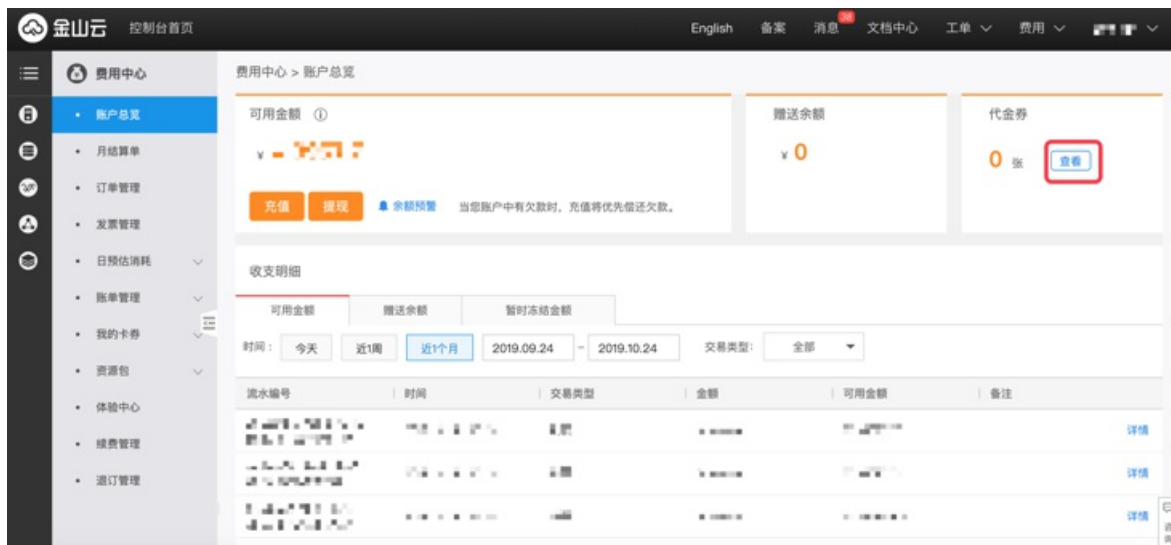 金山云 控制台首页 English 备案 消息 38 文档中心 工单 费用
费用中心
账户总览
月结算单
订单管理
发票管理
日预估消耗
账单管理
我的卡券
资源包
体验中心
续费管理
退订管理
费用中心 > 账户总览
可用金额
¥
充值 提现 余额预警 当您账户中有欠款时，充值将优先偿还欠款。
赠送余额
¥ 0
代金券
0 张 查看
收支明细
可用金额 赠送余额 暂时冻结金额
时间： 今天 近1周 近1个月 2019.09.24 - 2019.10.24 交易类型： 全部
流水编号 时间 交易类型 金额 可用金额 备注
详情
详情
详情